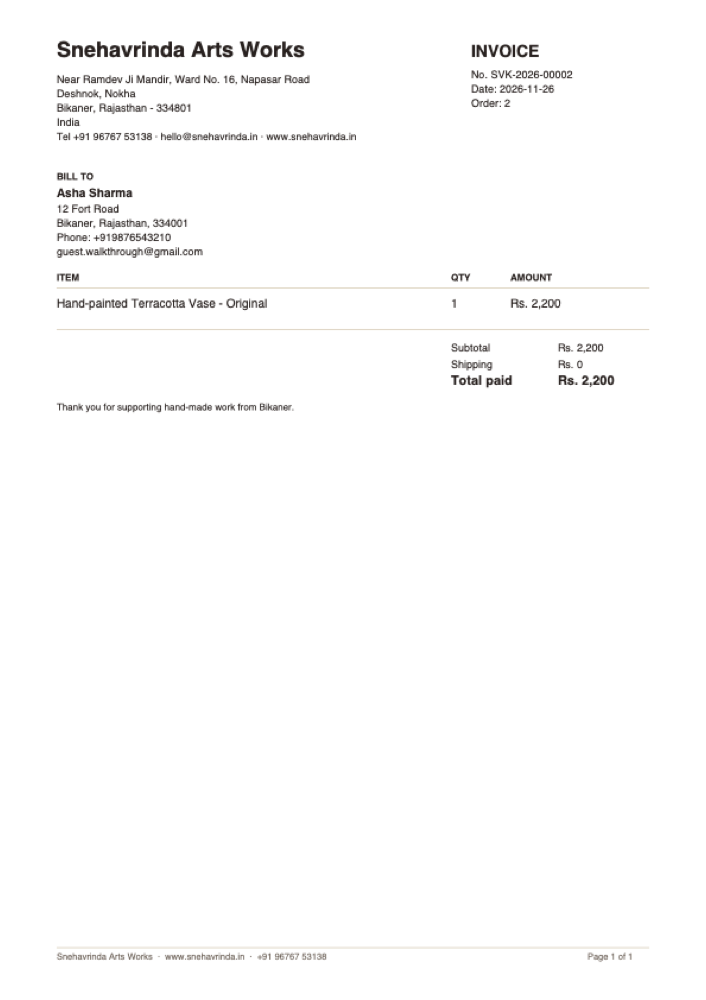 Snehavrinda Arts Works
INVOICE
Near Ramdev Ji Mandir, Ward No. 16, Napasar Road
Deshnok, Nokha
Bikaner, Rajasthan - 334801
India
Tel +91 96767 53138 · hello@snehavrinda.in · www.snehavrinda.in
No. SVK-2026-00002
Date: 2026-11-26
Order: 2
BILL TO
Asha Sharma
12 Fort Road
Bikaner, Rajasthan, 334001
Phone: +919876543210
guest.walkthrough@gmail.com
ITEM QTY AMOUNT
Hand-painted Terracotta Vase - Original 1 Rs. 2,200
Subtotal Rs. 2,200
Shipping Rs. 0
Total paid Rs. 2,200
Thank you for supporting hand-made work from Bikaner.
Snehavrinda Arts Works · www.snehavrinda.in · +91 96767 53138 Page 1 of 1